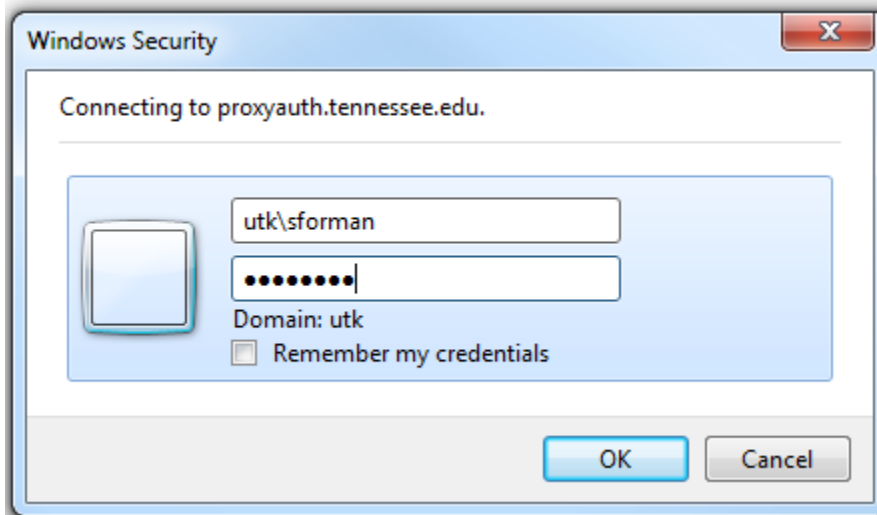 Windows Security
Connecting to proxyauth.tennessee.edu.
utk\sforman
●●●●●●●●
Domain: utk
Remember my credentials
OK Cancel